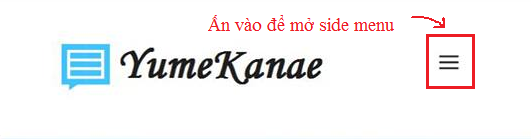 Ấn vào để mở side menu
YumeKanae